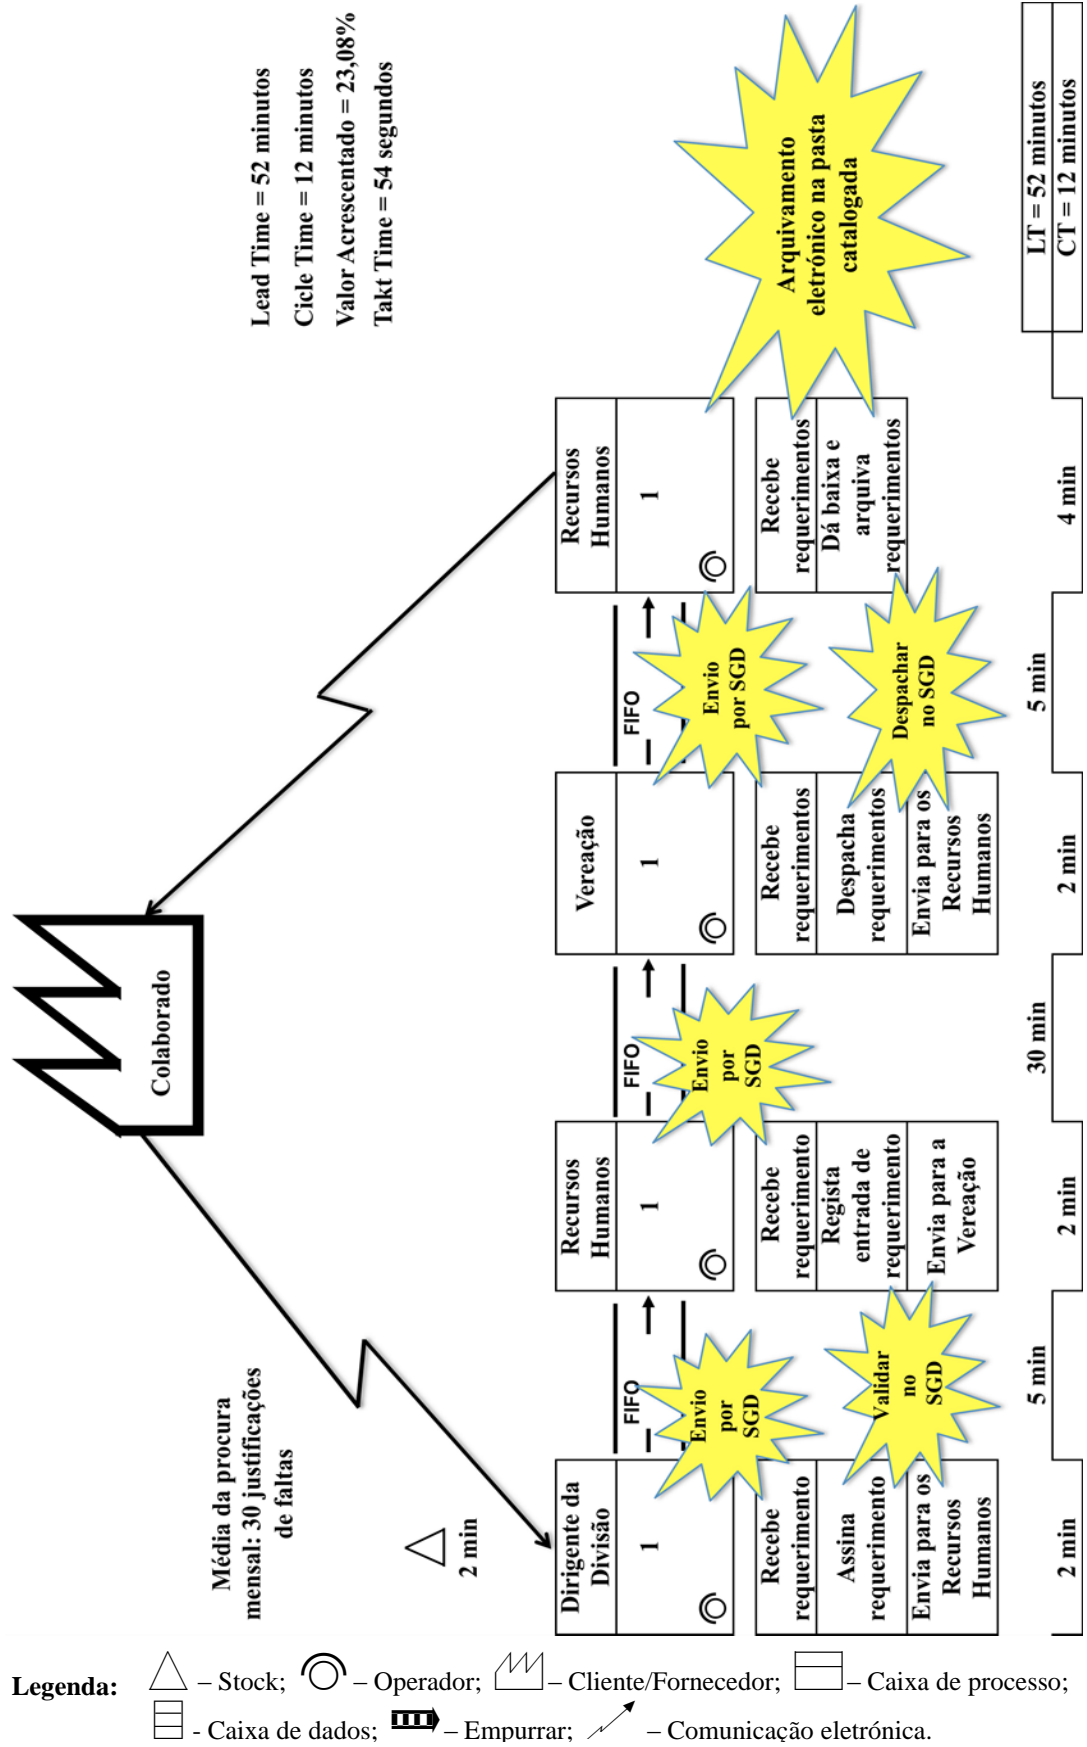 Lead Time = 52 minutos
Cicle Time = 12 minutos
Valor Acrescentado = 23,08%
Takt Time = 54 segundos
Colaborado
Média da procura
mensal: 30 justificações
de faltas
2 min
Dirigente da
Divisão
1
Recebe
requerimento
Assina
requerimento
Envia para os
Recursos
Humanos
2 min
FIFO
Envio
por
SGD
Validar
no
SGD
5 min
Recursos
Humanos
1
Recebe
requerimento
Regista
entrada de
requerimento
Envia para a
Vereação
2 min
FIFO
Envio
por
SGD
30 min
Vereação
1
Recebe
requerimentos
Despacha
requerimentos
Envia para os
Recursos
Humanos
2 min
FIFO
Envio
por SGD
Despachar
no SGD
5 min
Recursos
Humanos
1
Recebe
requerimentos
Dá baixa e
arquiva
requerimentos
4 min
Arquivamento
eletrónico na pasta
catalogada
LT = 52 minutos
CT = 12 minutos
Legenda: – Stock; – Operador; – Cliente/Fornecedor; – Caixa de processo;
- Caixa de dados; – Empurrar; – Comunicação eletrónica.